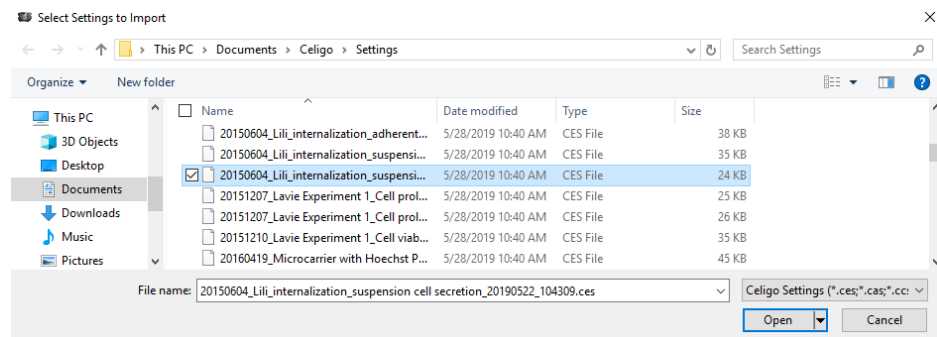 Select Settings to Import
This PC > Documents > Celigo > Settings
Search Settings
Organize
New folder
?
This PC
3D Objects
Desktop
Documents
Downloads
Music
Pictures
Name Date modified Type Size
20150604_Lili_internalization_adherent... 5/28/2019 10:40 AM CES File 38 KB
20150604_Lili_internalization_suspensi... 5/28/2019 10:40 AM CES File 35 KB
20150604_Lili_internalization_suspensi... 5/28/2019 10:40 AM CES File 24 KB
20151207_Lavie Experiment 1_Cell prol... 5/28/2019 10:40 AM CES File 25 KB
20151207_Lavie Experiment 1_Cell prol... 5/28/2019 10:40 AM CES File 26 KB
20151210_Lavie Experiment 1_Cell viab... 5/28/2019 10:40 AM CES File 35 KB
20160419_Microcarrier with Hoechst P... 5/28/2019 10:40 AM CES File 45 KB
File name: 20150604_Lili_internalization_suspension cell secretion_20190522_104309.ces
Celigo Settings (*.ces;*.cas;*.cc
Open
Cancel